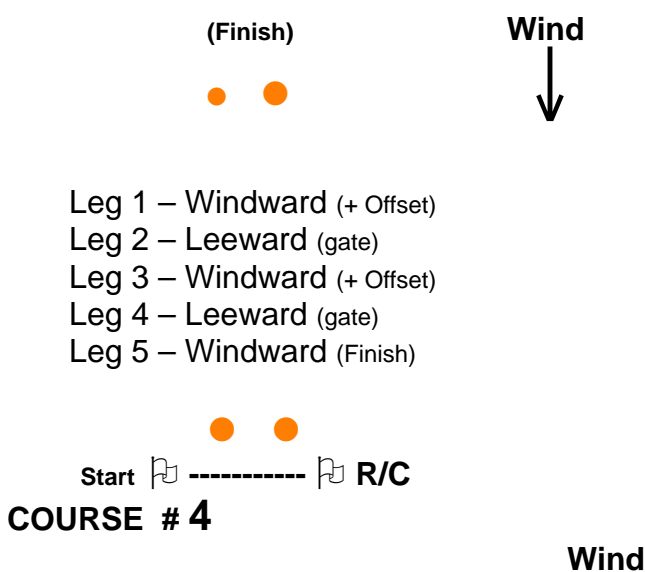 (Finish) Wind
Leg 1 – Windward (+ Offset)
Leg 2 – Leeward (gate)
Leg 3 – Windward (+ Offset)
Leg 4 – Leeward (gate)
Leg 5 – Windward (Finish)
Start ----------- R/C
COURSE # 4
Wind